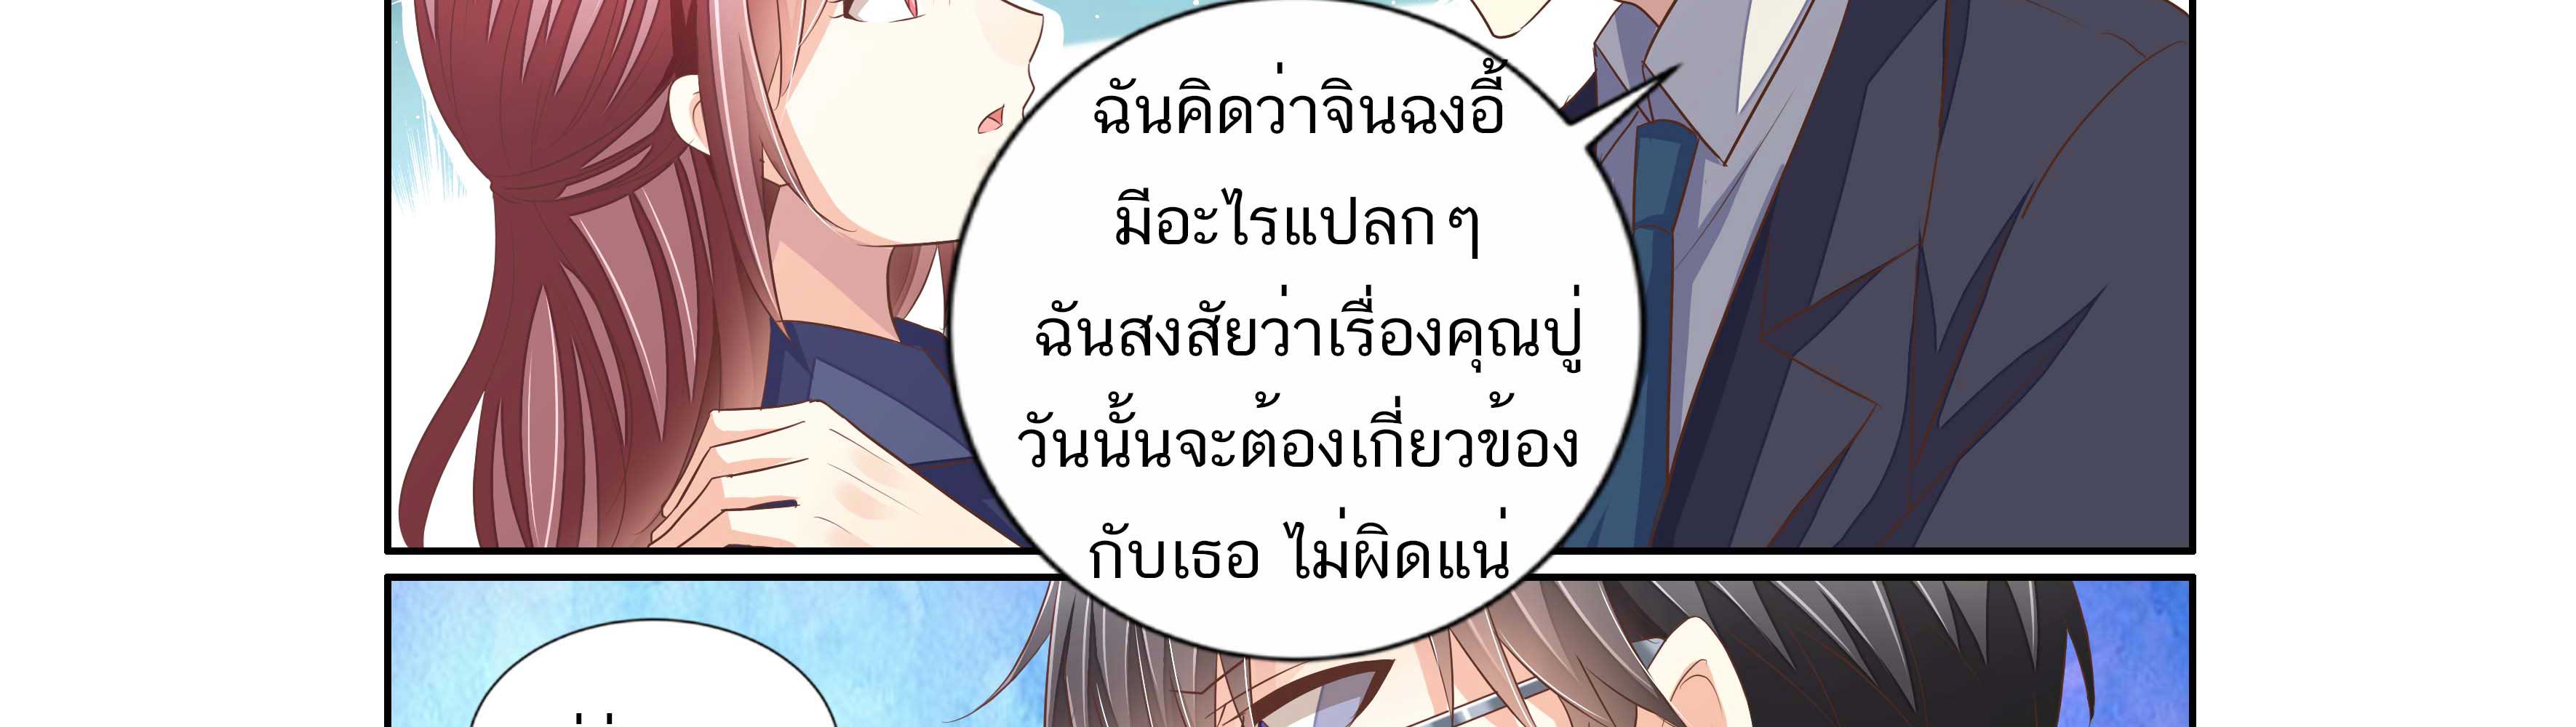 ฉันคิดว่าจินฉงอี้
มีอะไรแปลกๆ
ฉันสงสัยว่าเรื่องคุณปู่
วันนั้นจะต้องเกี่ยวข้อง
กับเธอ ไม่ผิดแน่